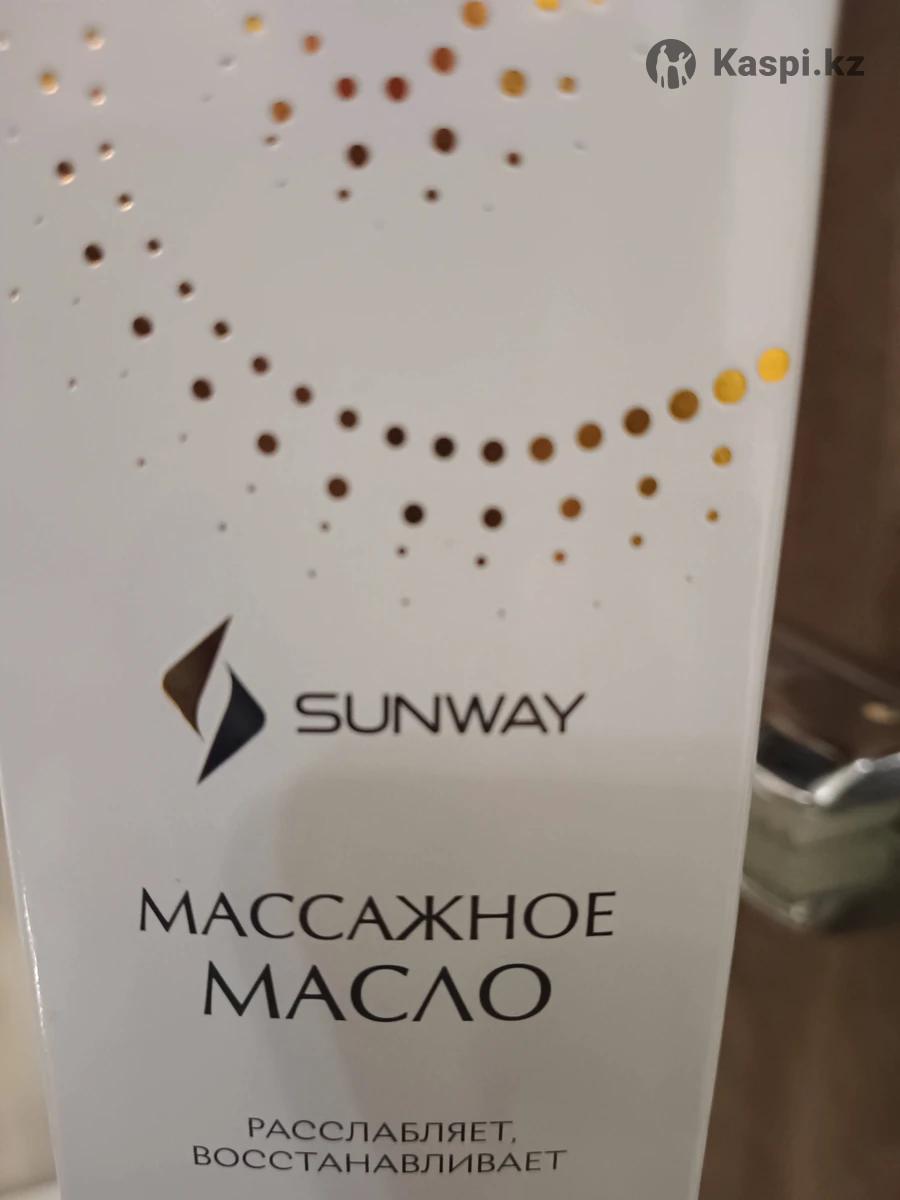 Kaspi.kz
SUNWAY
МАССАЖНОЕ
МАСЛО
РАССЛАБЛЯЕТ,
ВОССТАНАВЛИВАЕТ